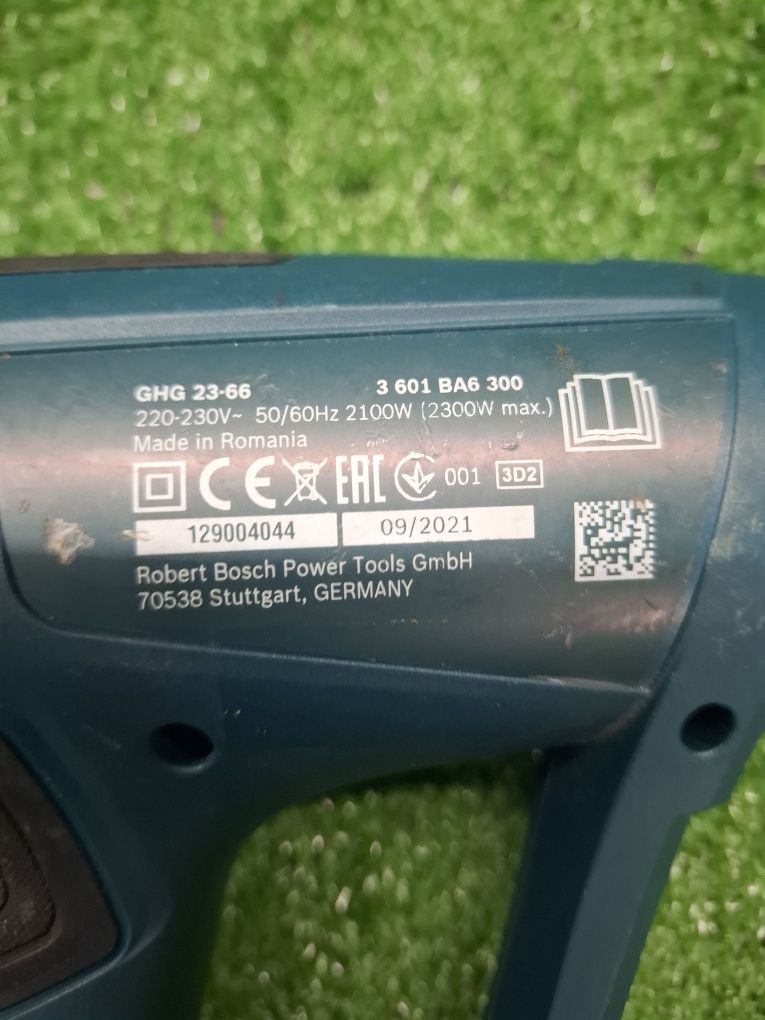 GHG 23-66 3 601 BA6 300
220-230V~ 50/60Hz 2100W (2300W max.)
Made in Romania
CE EAC 001 3D2
129004044 09/2021
Robert Bosch Power Tools GmbH
70538 Stuttgart, GERMANY